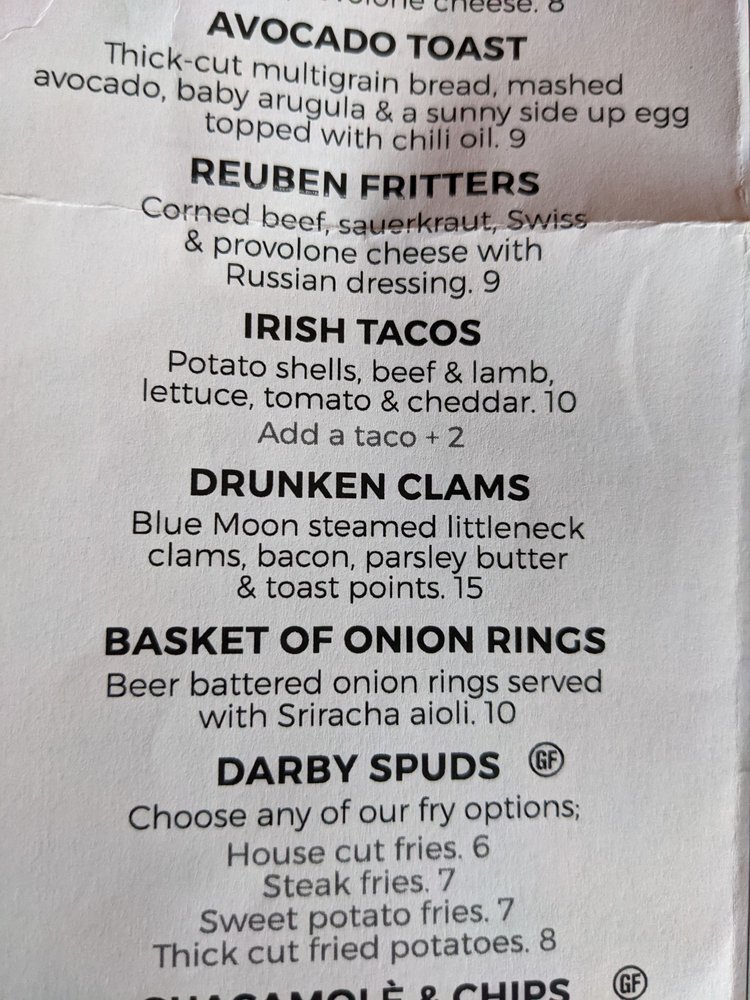 cheese. 8
AVOCADO TOAST
Thick-cut multigrain bread, mashed
avocado, baby arugula & a sunny side up egg
topped with chili oil. 9
REUBEN FRITTERS
Corned beef, sauerkraut, Swiss
& provolone cheese with
Russian dressing. 9
IRISH TACOS
Potato shells, beef & lamb,
lettuce, tomato & cheddar. 10
Add a taco + 2
DRUNKEN CLAMS
Blue Moon steamed littleneck
clams, bacon, parsley butter
& toast points. 15
BASKET OF ONION RINGS
Beer battered onion rings served
with Sriracha aioli. 10
DARBY SPUDS GF
Choose any of our fry options;
House cut fries. 6
Steak fries. 7
Sweet potato fries. 7
Thick cut fried potatoes. 8
GUACAMOLÈ & CHIPS GF